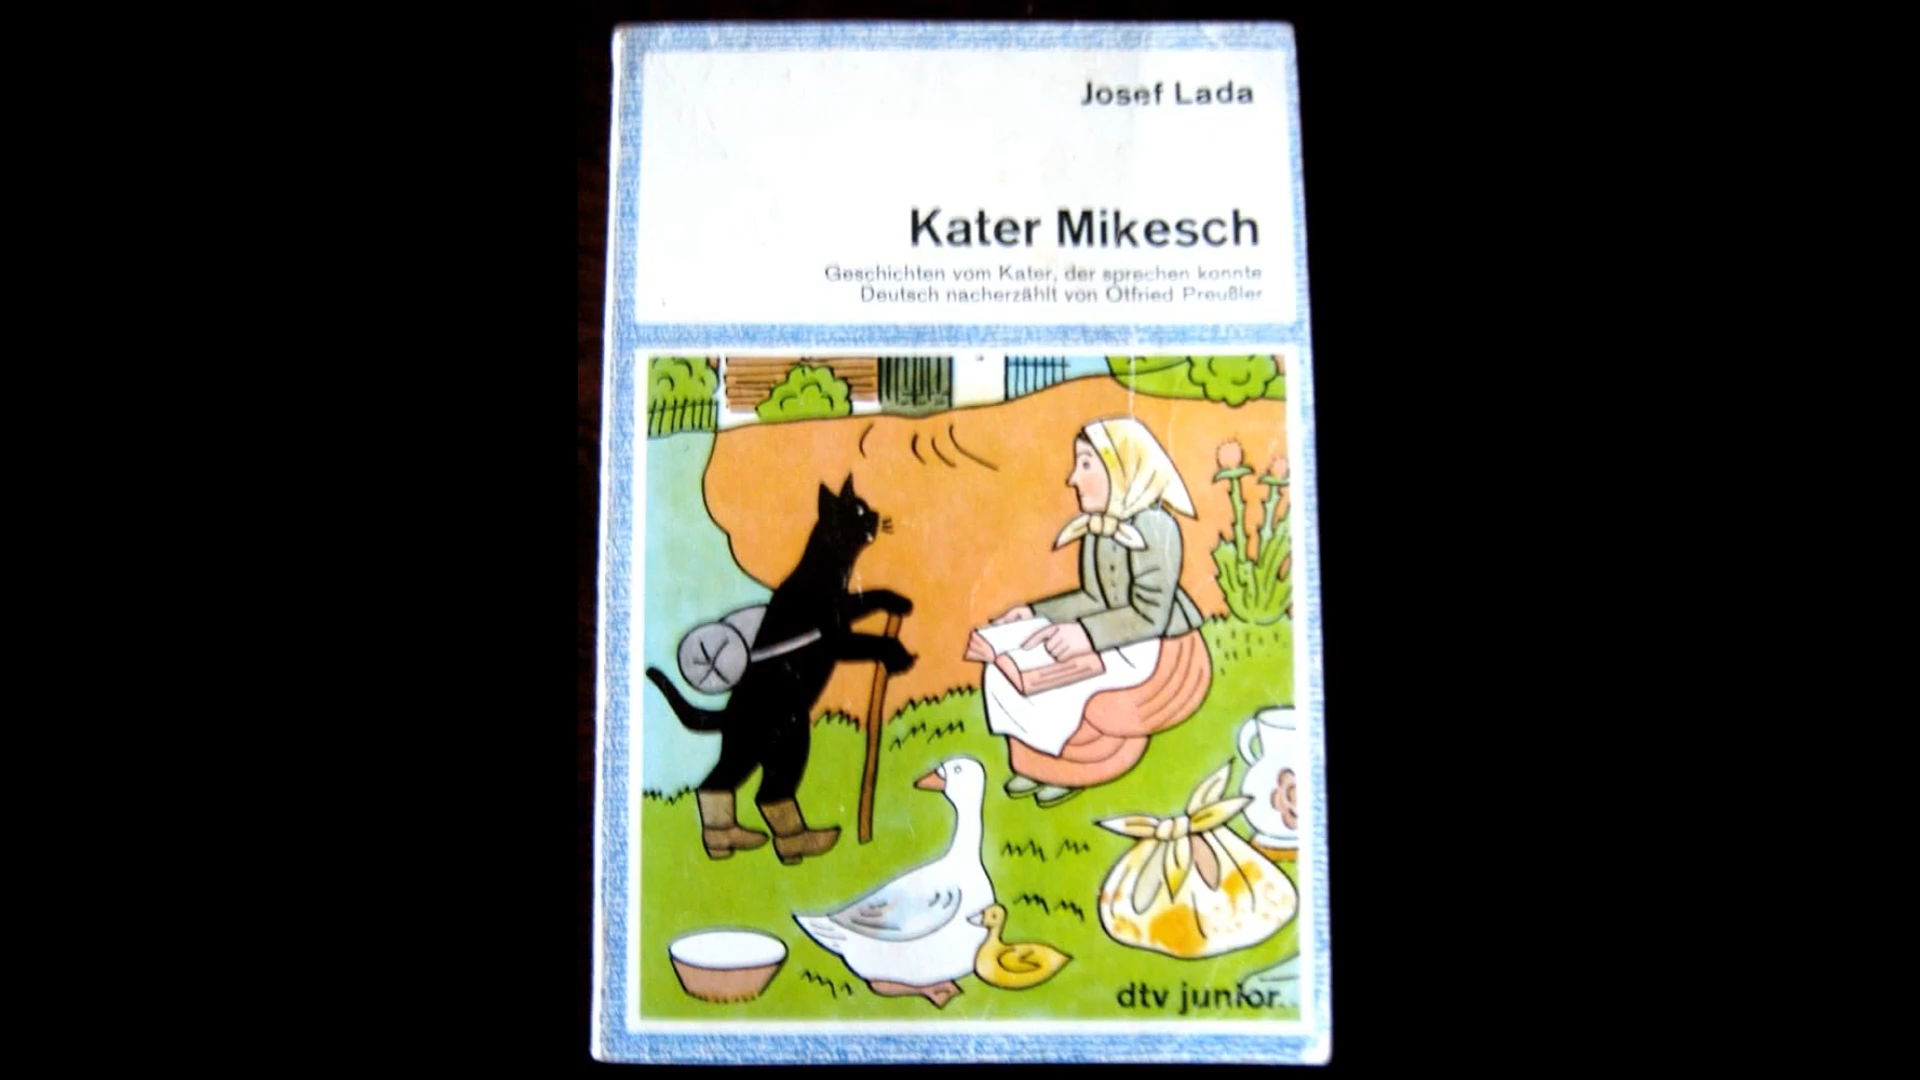 Josef Lada
Kater Mikesch
Geschichten vom Kater, der sprechen konnte
Deutsch nacherzählt von Otfried Preußler
dtv junior